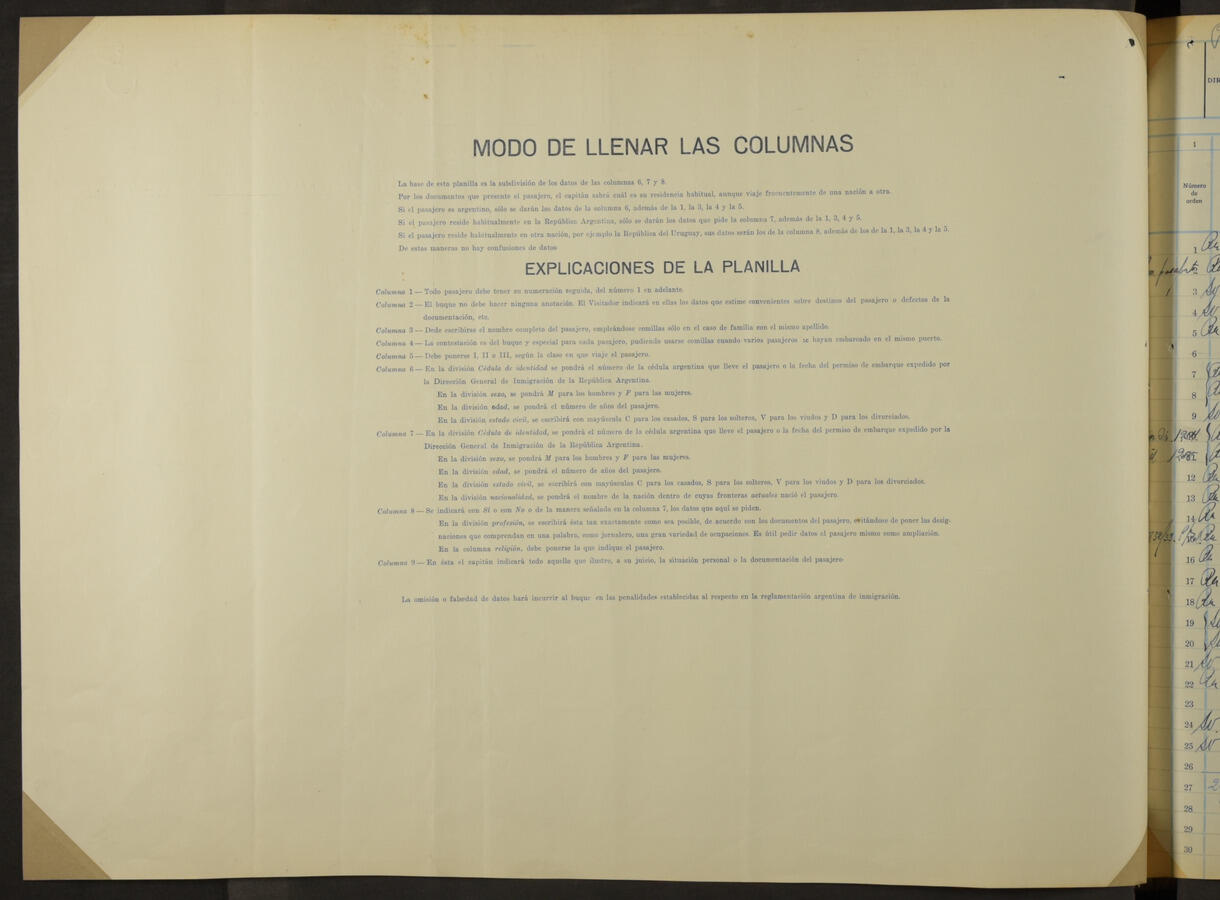 MODO DE LLENAR LAS COLUMNAS
La base de esta planilla es la subdivisión de los datos de las columnas 6, 7 y 8.
Por los documentos que presente el pasajero, el capitán sabrá cuál es su residencia habitual, aunque viaje frecuentemente de una nación a otra.
Si el pasajero es argentino, sólo se darán los datos de la columna 6, además de la 1, la 3, la 4 y la 5.
Si el pasajero reside habitualmente en la República Argentina, sólo se darán los datos que pide la columna 7, además de la 1, 3, 4 y 5.
Si el pasajero reside habitualmente en otra nación, por ejemplo la República del Uruguay, sus datos serán los de la columna 8, además de los de la 1, la 3, la 4 y la 5.
De estas maneras no hay confusiones de datos
EXPLICACIONES DE LA PLANILLA
Columna 1 — Todo pasajero debe tener su numeración seguida, del número 1 en adelante.
Columna 2 — El buque no debe hacer ninguna anotación. El Visitador indicará en ellas los datos que estime convenientes sobre destinos del pasajero o defectos de la
documentación, etc.
Columna 3 — Dede escribirse el nombre completo del pasajero, empleándose comillas sólo en el caso de familia con el mismo apellido.
Columna 4 — La contestación es del buque y especial para cada pasajero, pudiendo usarse comillas cuando varios pasajeros se hayan embarcado en el mismo puerto.
Columna 5 — Debe ponerse I, II o III, según la clase en que viaje el pasajero.
Columna 6 — En la división Cédula de identidad se pondrá el número de la cédula argentina que lleve el pasajero o la fecha del permiso de embarque expedido por
la Dirección General de Inmigración de la República Argentina.
En la división sexo, se pondrá M para los hombres y F para las mujeres.
En la división edad, se pondrá el número de años del pasajero.
En la división estado civil, se escribirá con mayúscula C para los casados, S para los solteros, V para los viudos y D para los divorciados.
Columna 7 — En la división Cédula de identidad, se pondrá el número de la cédula argentina que lleve el pasajero o la fecha del permiso de embarque expedido por la
Dirección General de Inmigración de la República Argentina.
En la división sexo, se pondrá M para los hombres y F para las mujeres.
En la división edad, se pondrá el número de años del pasajero.
En la división estado civil, se escribirá con mayúsculas C para los casados, S para los solteros, V para los viudos y D para los divorciados.
En la división nacionalidad, se pondrá el nombre de la nación dentro de cuyas fronteras actuales nació el pasajero.
Columna 8 — Se indicará con Sí o con No o de la manera señalada en la columna 7, los datos que aquí se piden.
En la división profesión, se escribirá ésta tan exactamente como sea posible, de acuerdo con los documentos del pasajero, evitándose de poner las desig-
naciones que comprendan en una palabra, como jornalero, una gran variedad de ocupaciones. Es útil pedir datos al pasajero mismo como ampliación.
En la columna religión, debe ponerse la que indique el pasajero.
Columna 9 — En ésta el capitán indicará todo aquello que ilustre, a su juicio, la situación personal o la documentación del pasajero
La omisión o falsedad de datos hará incurrir al buque en las penalidades establecidas al respecto en la reglamentación argentina de inmigración.
DIR
1
Número
de
orden
1
3
4
5
6
7
8
9
12
13
14
16
17
18
19
20
21
22
23
24
25
26
27
28
29
30